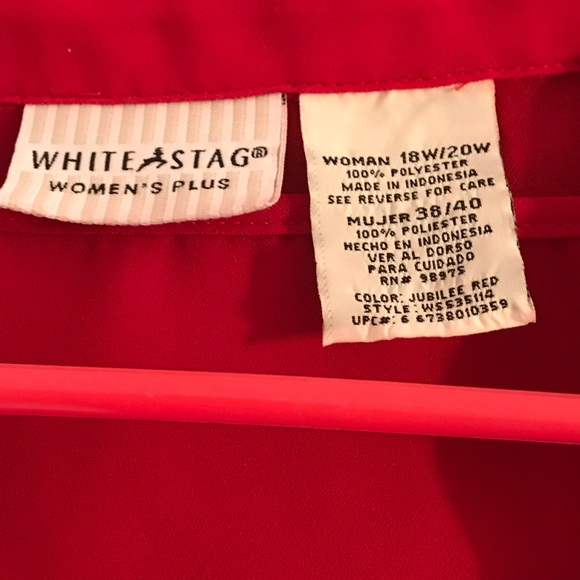 WHITE STAG®
WOMEN'S PLUS
WOMAN 18W/20W
100% POLYESTER
MADE IN INDONESIA
SEE REVERSE FOR CARE
MUJER 38/40
100% POLIESTER
HECHO EN INDONESIA
VER AL DORSO
PARA CUIDADO
RN# 98975
COLOR: JUBILEE RED
STYLE: WS535114
UPC#: 6 6738010359